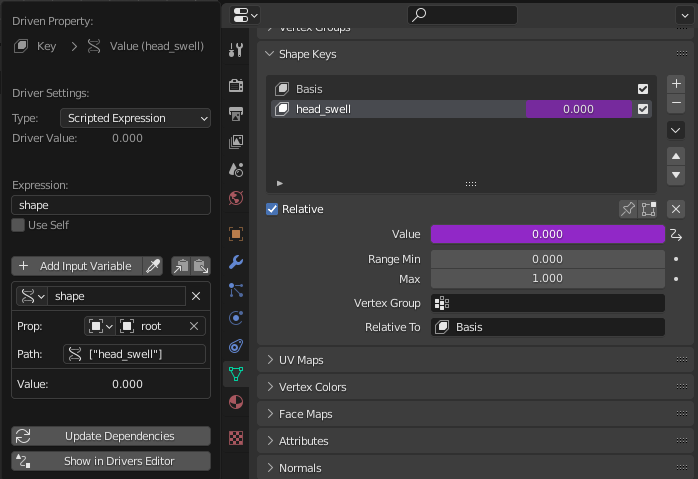 Driven Property:
Key > Value (head_swell)
Driver Settings:
Type: Scripted Expression
Driver Value: 0.000
Expression:
shape
Use Self
+ Add Input Variable
shape
Prop: root
Path: ["head_swell"]
Value: 0.000
Update Dependencies
Show in Drivers Editor
Vertex Groups
Shape Keys
Basis
head_swell 0.000
Relative
Value 0.000
Range Min 0.000
Max 1.000
Vertex Group
Relative To Basis
UV Maps
Vertex Colors
Face Maps
Attributes
Normals